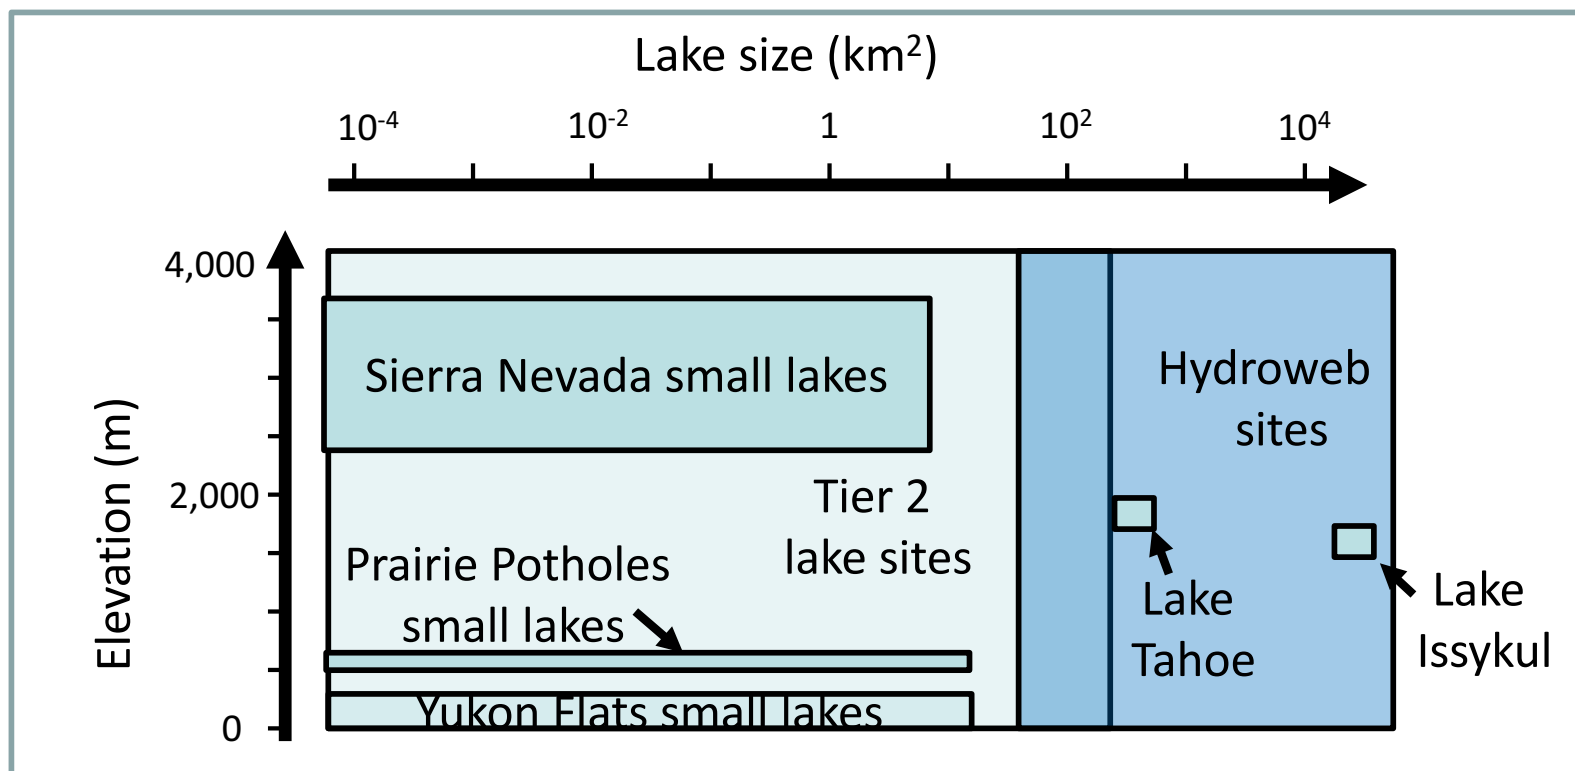 Lake size (km²)
10⁻⁴ 10⁻² 1 10² 10⁴
4,000
2,000
0
Elevation (m)
Sierra Nevada small lakes
Hydroweb
sites
Tier 2
lake sites
Prairie Potholes
small lakes
Lake
Tahoe
Lake
Issykul
Yukon Flats small lakes